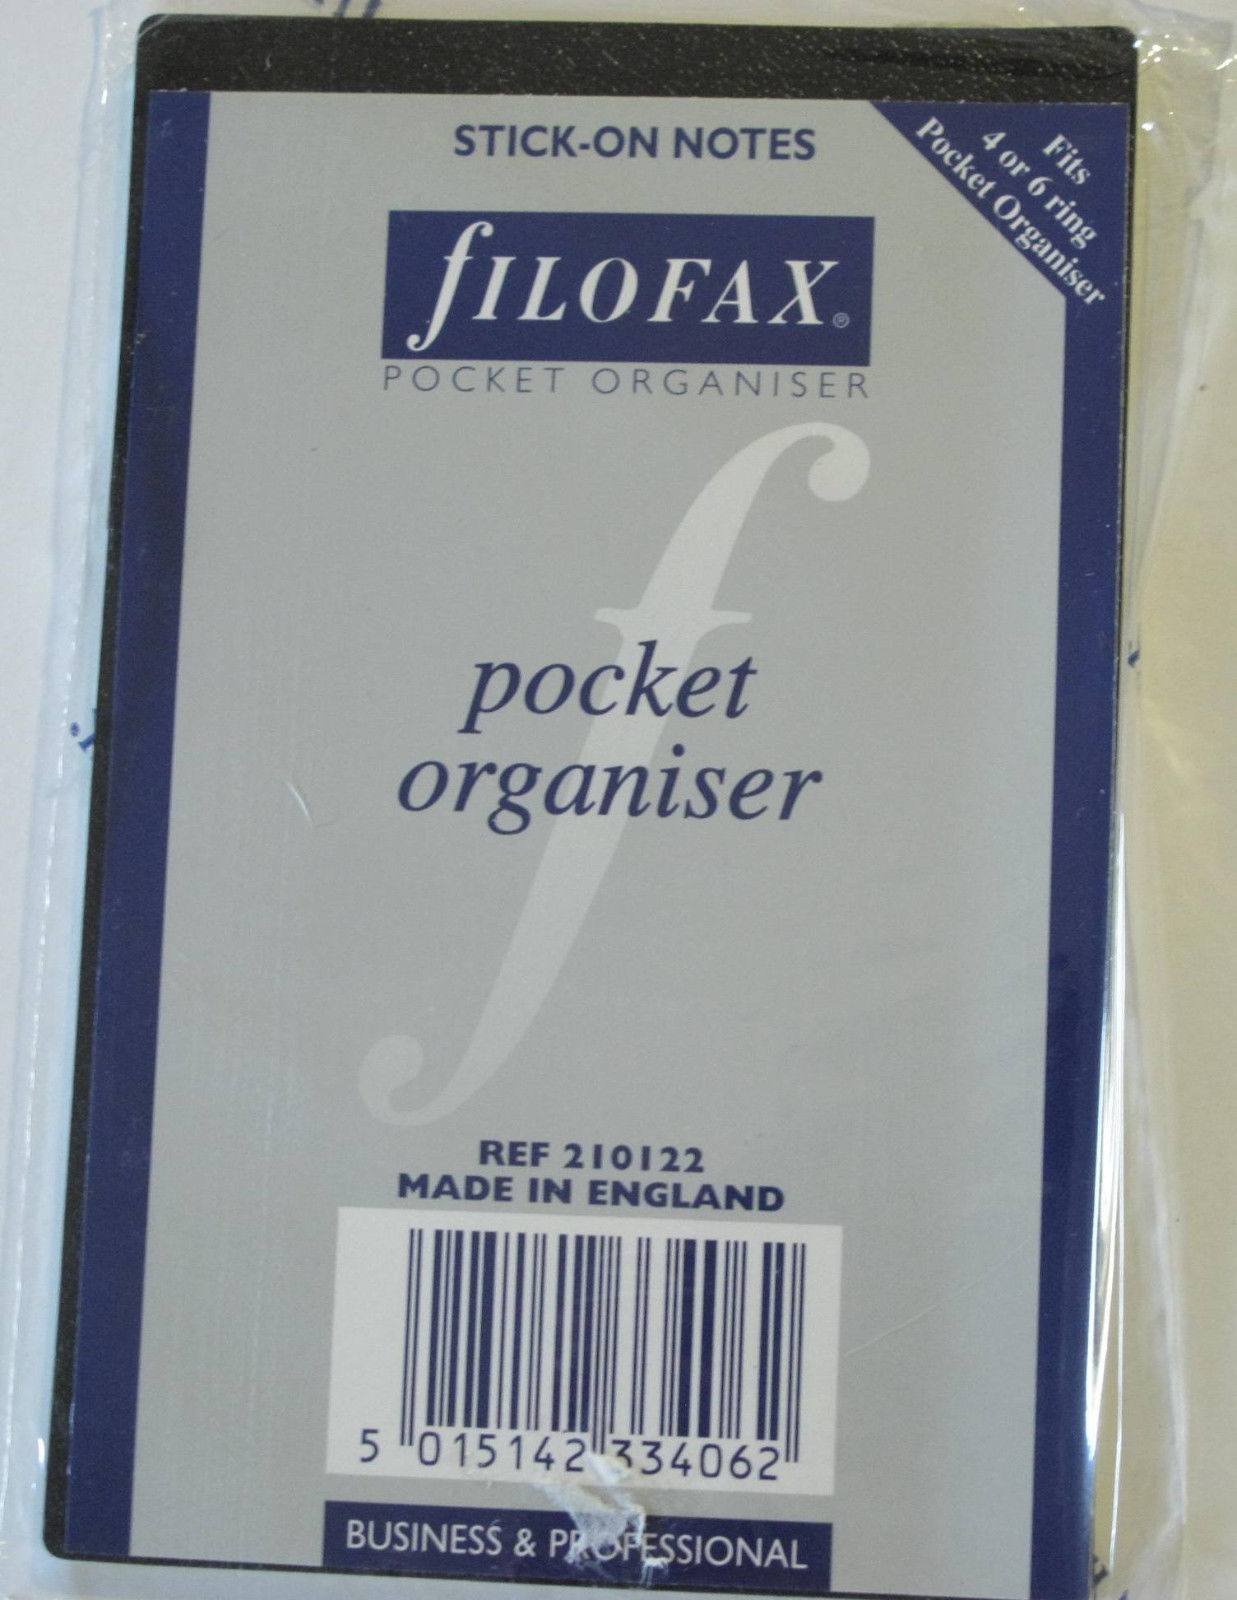 STICK-ON NOTES
Fits
4 or 6 ring
Pocket Organiser
fILOFAX®
POCKET ORGANISER
f
pocket
organiser
REF 210122
MADE IN ENGLAND
5 015142 334062
BUSINESS & PROFESSIONAL